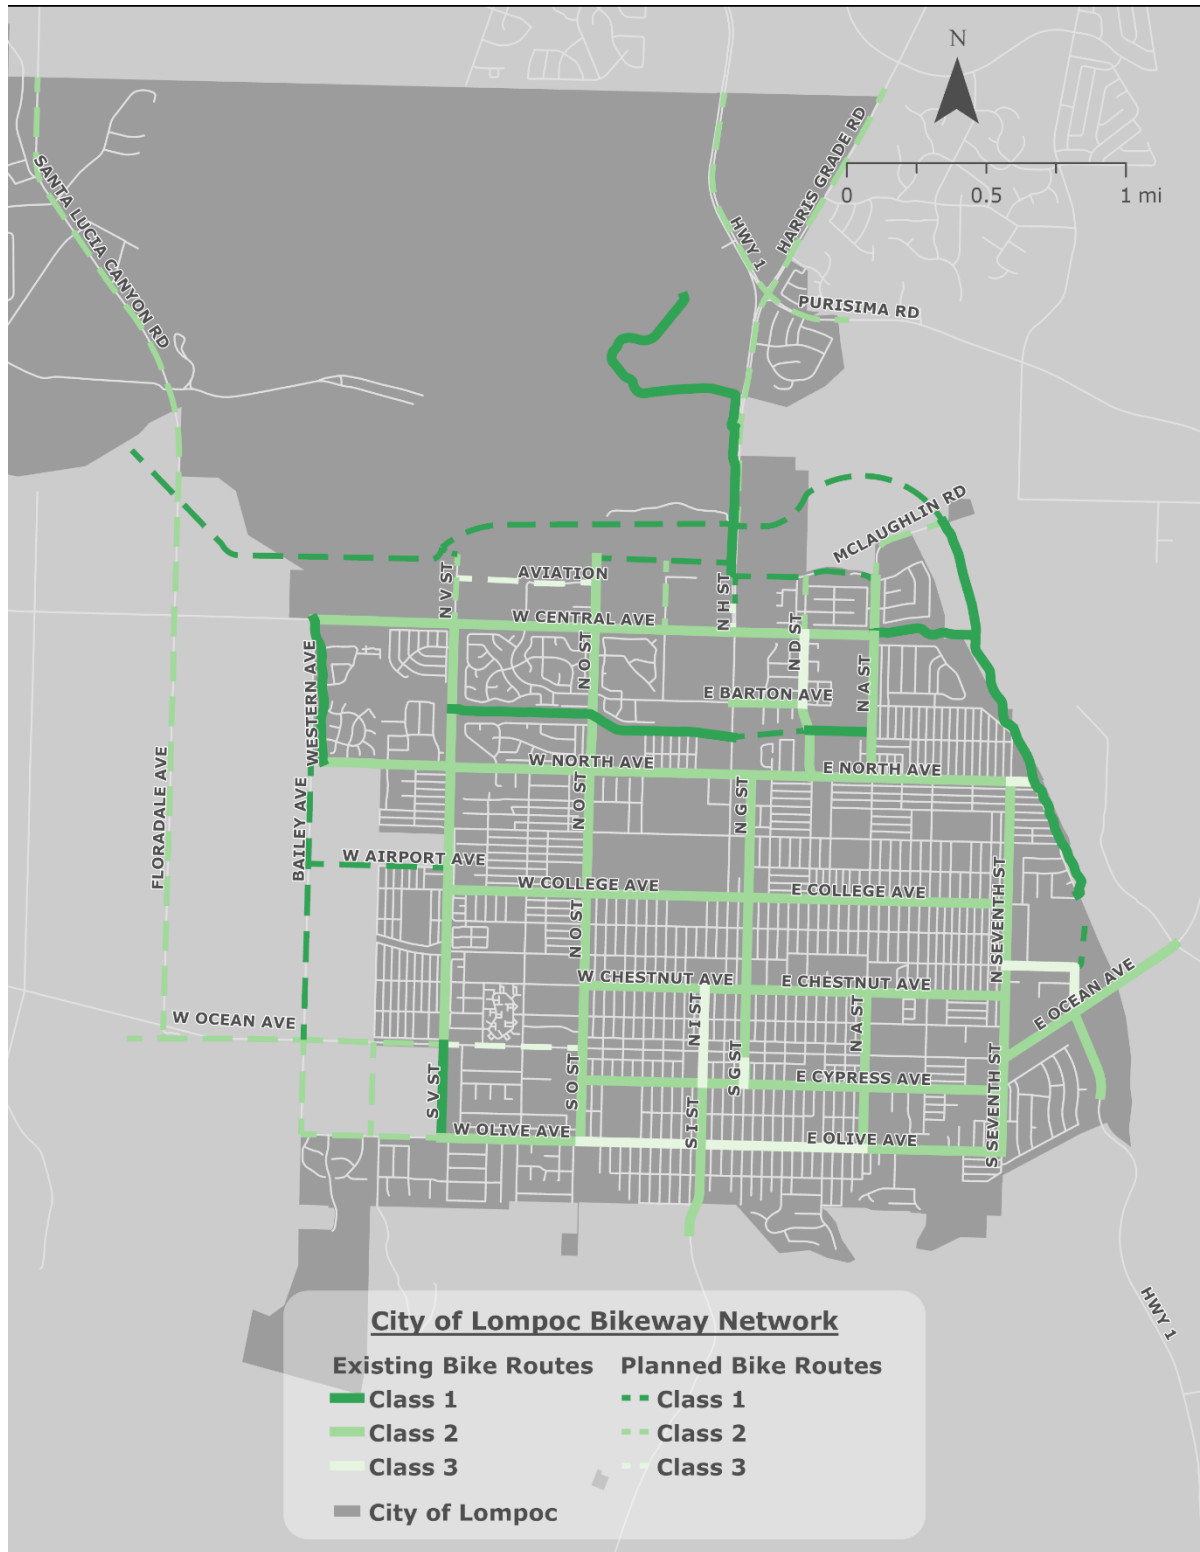 N
HARRIS GRADE RD
0
0.5
1 mi
SANTA LUCIA CANYON RD
HWY 1
PURISIMA RD
MCLAUGHLIN RD
AVIATION
N V ST
N H ST
W CENTRAL AVE
N D ST
N O ST
N A ST
WESTERN AVE
E BARTON AVE
FLORADALE AVE
BAILEY AVE
W NORTH AVE
E NORTH AVE
N O ST
N G ST
W AIRPORT AVE
W COLLEGE AVE
E COLLEGE AVE
N SEVENTH ST
N O ST
W CHESTNUT AVE
E CHESTNUT AVE
E OCEAN AVE
N I ST
N A ST
W OCEAN AVE
S V ST
S O ST
S G ST
E CYPRESS AVE
S SEVENTH ST
S I ST
W OLIVE AVE
E OLIVE AVE
HWY 1
City of Lompoc Bikeway Network
Existing Bike Routes
Planned Bike Routes
Class 1
Class 1
Class 2
Class 2
Class 3
Class 3
City of Lompoc